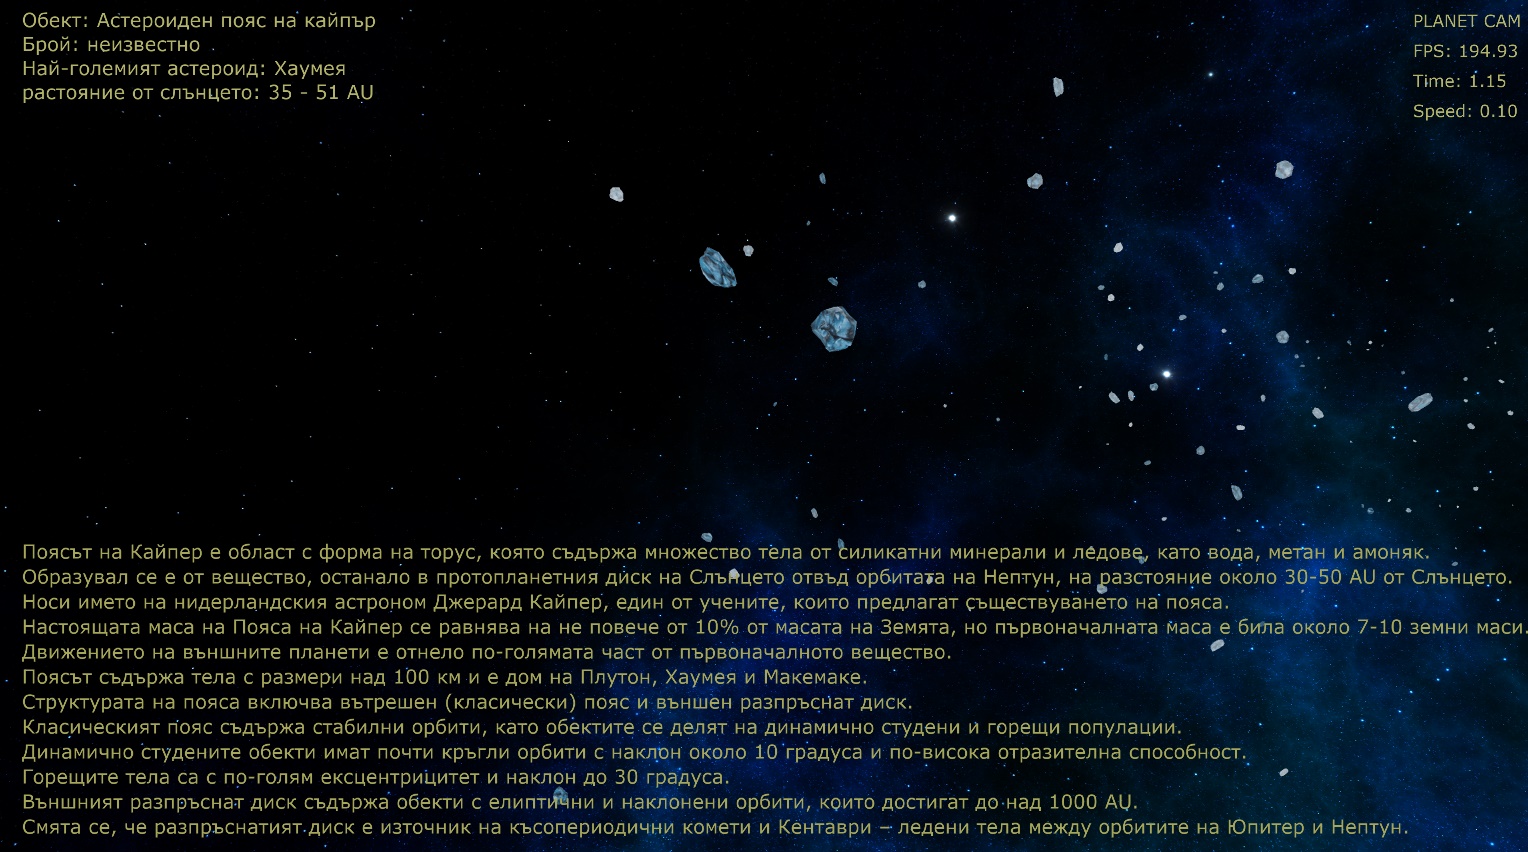 Обект: Астероиден пояс на кайпър
Брой: неизвестно
Най-големият астероид: Хаумея
растояние от слънцето: 35 - 51 AU
PLANET CAM
FPS: 194.93
Time: 1.15
Speed: 0.10
Поясът на Кайпер е област с форма на торус, която съдържа множество тела от силикатни минерали и ледове, като вода, метан и амоняк.
Образувал се е от вещество, останало в протопланетния диск на Слънцето отвъд орбитата на Нептун, на разстояние около 30-50 AU от Слънцето.
Носи името на нидерландския астроном Джерард Кайпер, един от учените, които предлагат съществуването на пояса.
Настоящата маса на Пояса на Кайпер се равнява на не повече от 10% от масата на Земята, но първоначалната маса е била около 7-10 земни маси.
Движението на външните планети е отнело по-голямата част от първоначалното вещество.
Поясът съдържа тела с размери над 100 км и е дом на Плутон, Хаумея и Макемаке.
Структурата на пояса включва вътрешен (класически) пояс и външен разпръснат диск.
Класическият пояс съдържа стабилни орбити, като обектите се делят на динамично студени и горещи популации.
Динамично студените обекти имат почти кръгли орбити с наклон около 10 градуса и по-висока отразителна способност.
Горещите тела са с по-голям ексцентрицитет и наклон до 30 градуса.
Външният разпръснат диск съдържа обекти с елиптични и наклонени орбити, които достигат до над 1000 AU.
Смята се, че разпръснатият диск е източник на късопериодични комети и Кентаври – ледени тела между орбитите на Юпитер и Нептун.